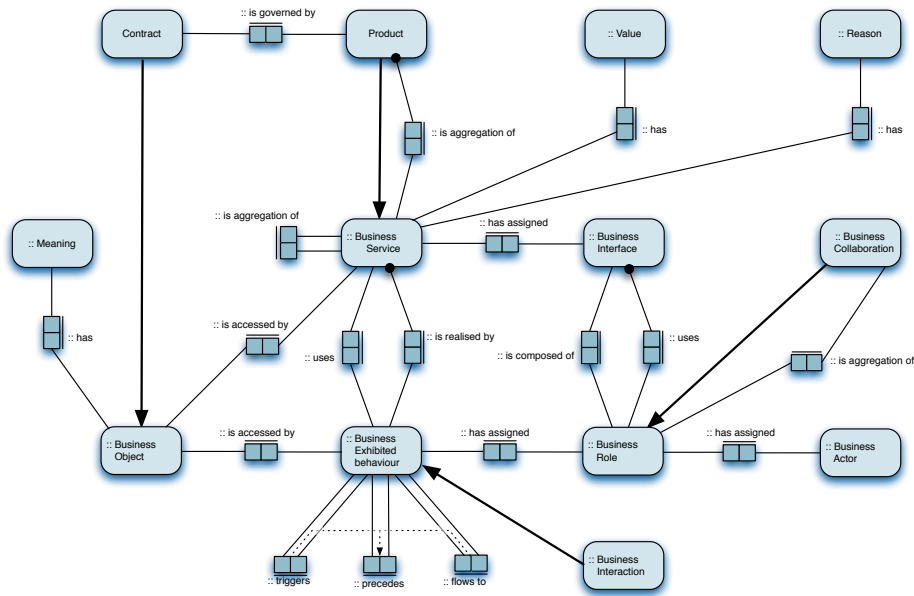 :: is governed by
Contract
Product
:: Value
:: Reason
:: is aggregation of
:: has
:: has
:: is aggregation of
:: has assigned
:: Meaning
:: Business
Service
:: Business
Interface
:: Business
Collaboration
:: is accessed by
:: has
:: uses
:: is realised by
:: is composed of
:: uses
:: is aggregation of
:: is accessed by
:: has assigned
:: has assigned
:: Business
Object
:: Business
Exhibited
behaviour
:: Business
Role
:: Business
Actor
:: Business
Interaction
:: triggers
:: precedes
:: flows to